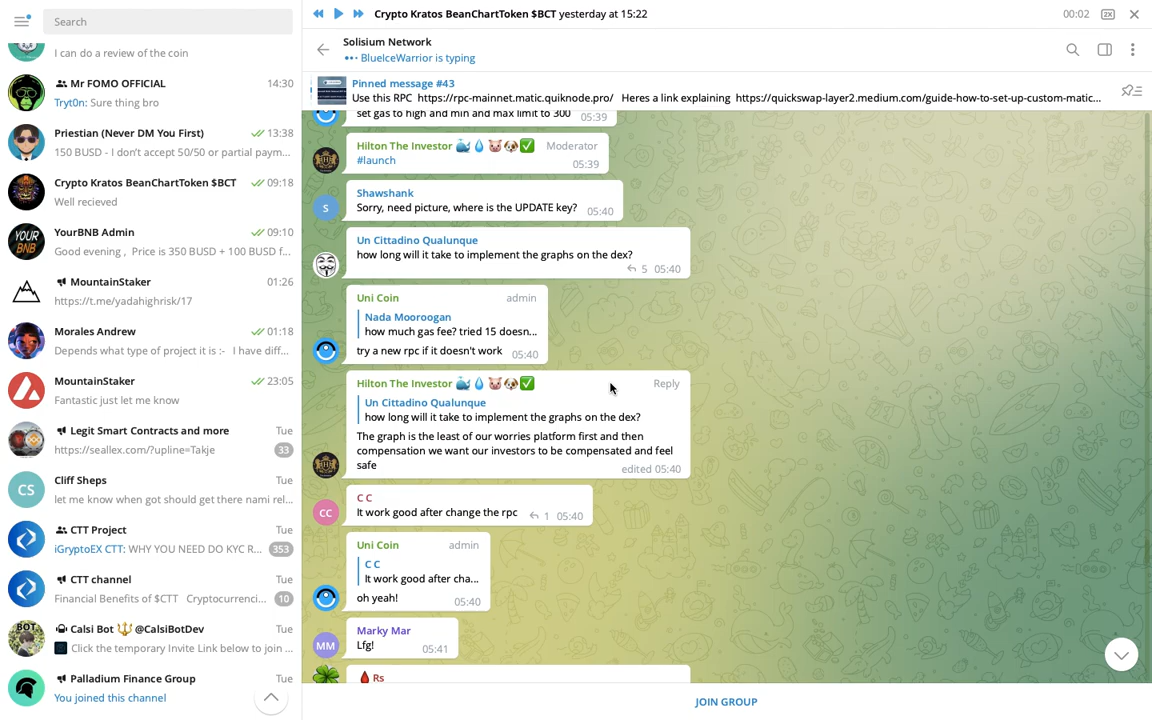 Search
I can do a review of the coin
Mr FOMO OFFICIAL 14:30
Tryt0n: Sure thing bro
Priestian (Never DM You First) 13:38
150 BUSD - I don't accept 50/50 or partial paym...
Crypto Kratos BeanChartToken $BCT 09:18
Well recieved
YourBNB Admin 09:10
Good evening , Price is 350 BUSD + 100 BUSD f...
MountainStaker 01:26
https://t.me/yadahighrisk/17
Morales Andrew 01:18
Depends what type of project it is :- I have diff...
MountainStaker 23:05
Fantastic just let me know
Legit Smart Contracts and more Tue
https://seallex.com/?upline=Takje 33
Cliff Sheps Tue
let me know when got should get there nami rel...
CTT Project Tue
iGryptoEX CTT: WHY YOU NEED DO KYC R... 353
CTT channel Tue
Financial Benefits of $CTT Cryptocurrenci... 10
Calsi Bot @CalsiBotDev Tue
Click the temporary Invite Link below to join ...
Palladium Finance Group Tue
You joined this channel
YOUR
BNB
CS
BOT
Crypto Kratos BeanChartToken $BCT yesterday at 15:22 00:02 2X
Solisium Network
BlueIceWarrior is typing
Pinned message #43
Use this RPC https://rpc-mainnet.matic.quiknode.pro/ Heres a link explaining https://quickswap-layer2.medium.com/guide-how-to-set-up-custom-matic...
set gas to high and min and max limit to 300 05:39
Hilton The Investor Moderator
#launch 05:39
Shawshank
S Sorry, need picture, where is the UPDATE key? 05:40
Un Cittadino Qualunque
how long will it take to implement the graphs on the dex?
5 05:40
Uni Coin admin
Nada Mooroogan
how much gas fee? tried 15 doesn...
try a new rpc if it doesn't work 05:40
Hilton The Investor Reply
Un Cittadino Qualunque
how long will it take to implement the graphs on the dex?
The graph is the least of our worries platform first and then
compensation we want our investors to be compensated and feel
safe edited 05:40
C C
CC It work good after change the rpc 1 05:40
Uni Coin admin
C C
It work good after cha...
oh yeah! 05:40
Marky Mar
MM Lfg! 05:41
Rs
JOIN GROUP